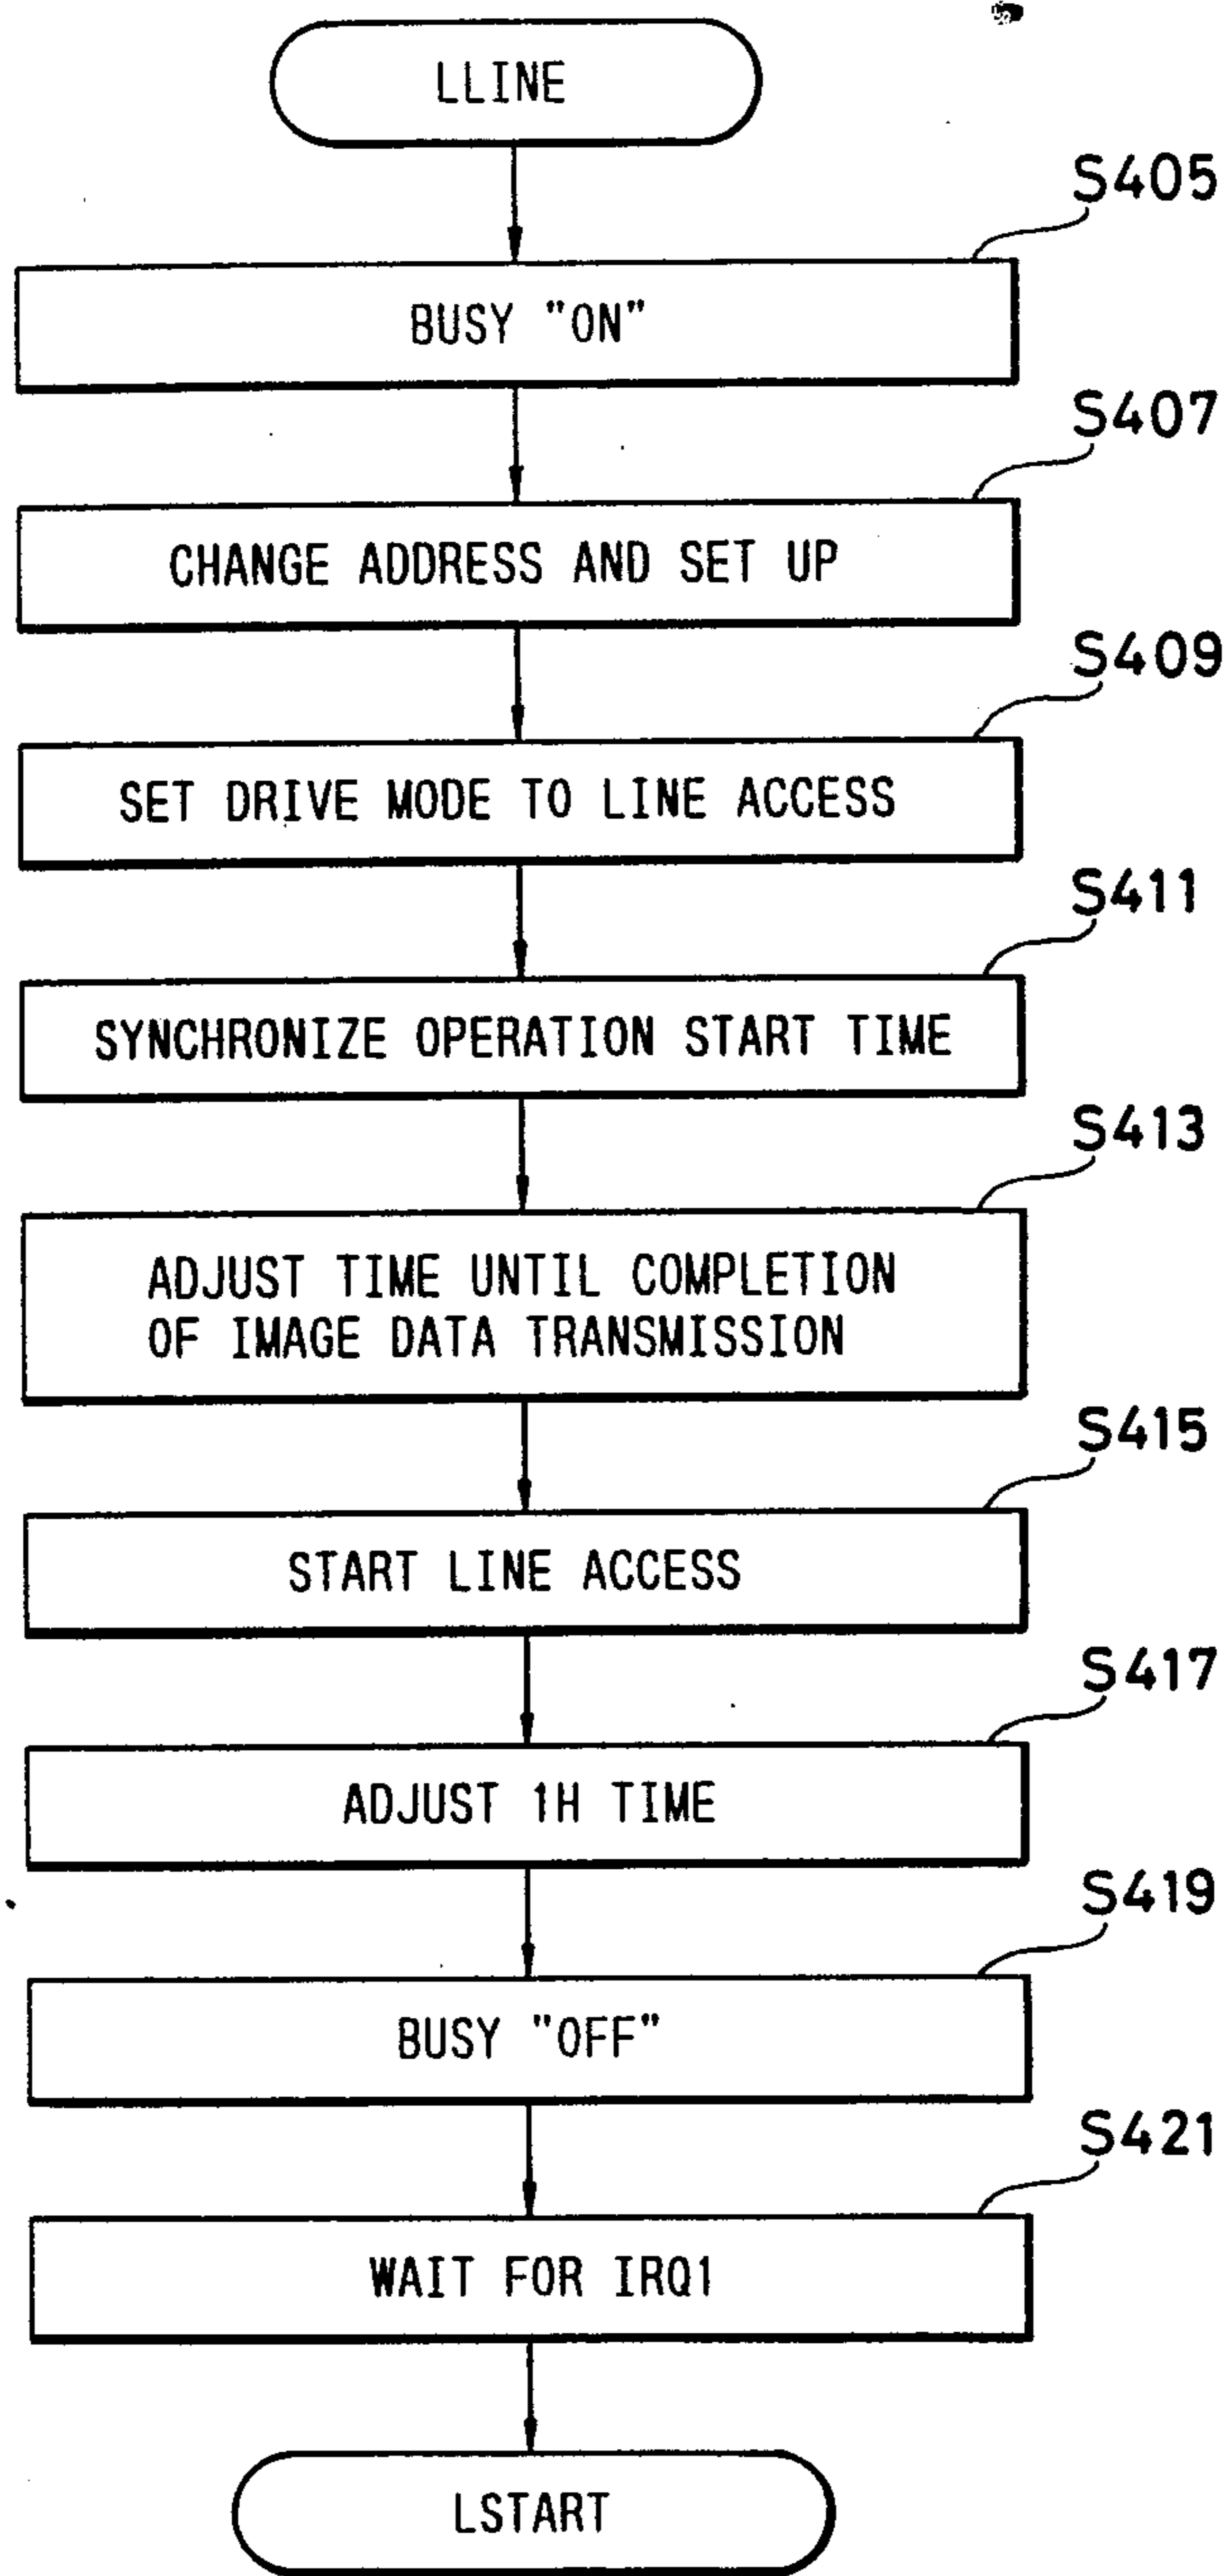 LLINE
S405
BUSY "ON"
S407
CHANGE ADDRESS AND SET UP
S409
SET DRIVE MODE TO LINE ACCESS
S411
SYNCHRONIZE OPERATION START TIME
S413
ADJUST TIME UNTIL COMPLETION
OF IMAGE DATA TRANSMISSION
S415
START LINE ACCESS
S417
ADJUST 1H TIME
S419
BUSY "OFF"
S421
WAIT FOR IRQ1
LSTART